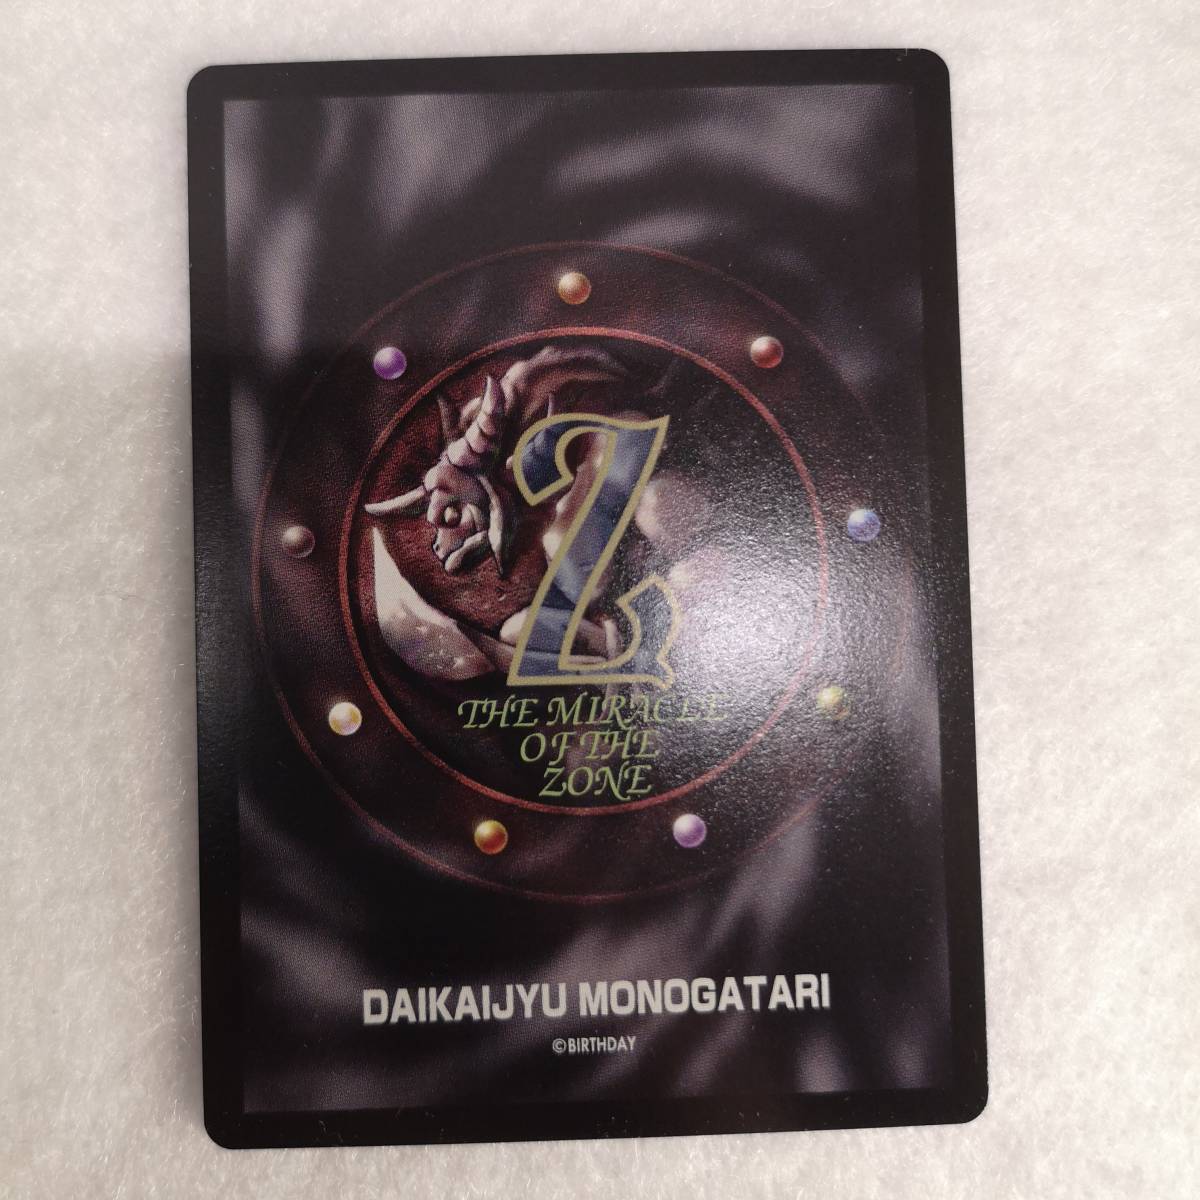 Z
THE MIRACLE
OF THE
ZONE
DAIKAIJYU MONOGATARI
©BIRTHDAY